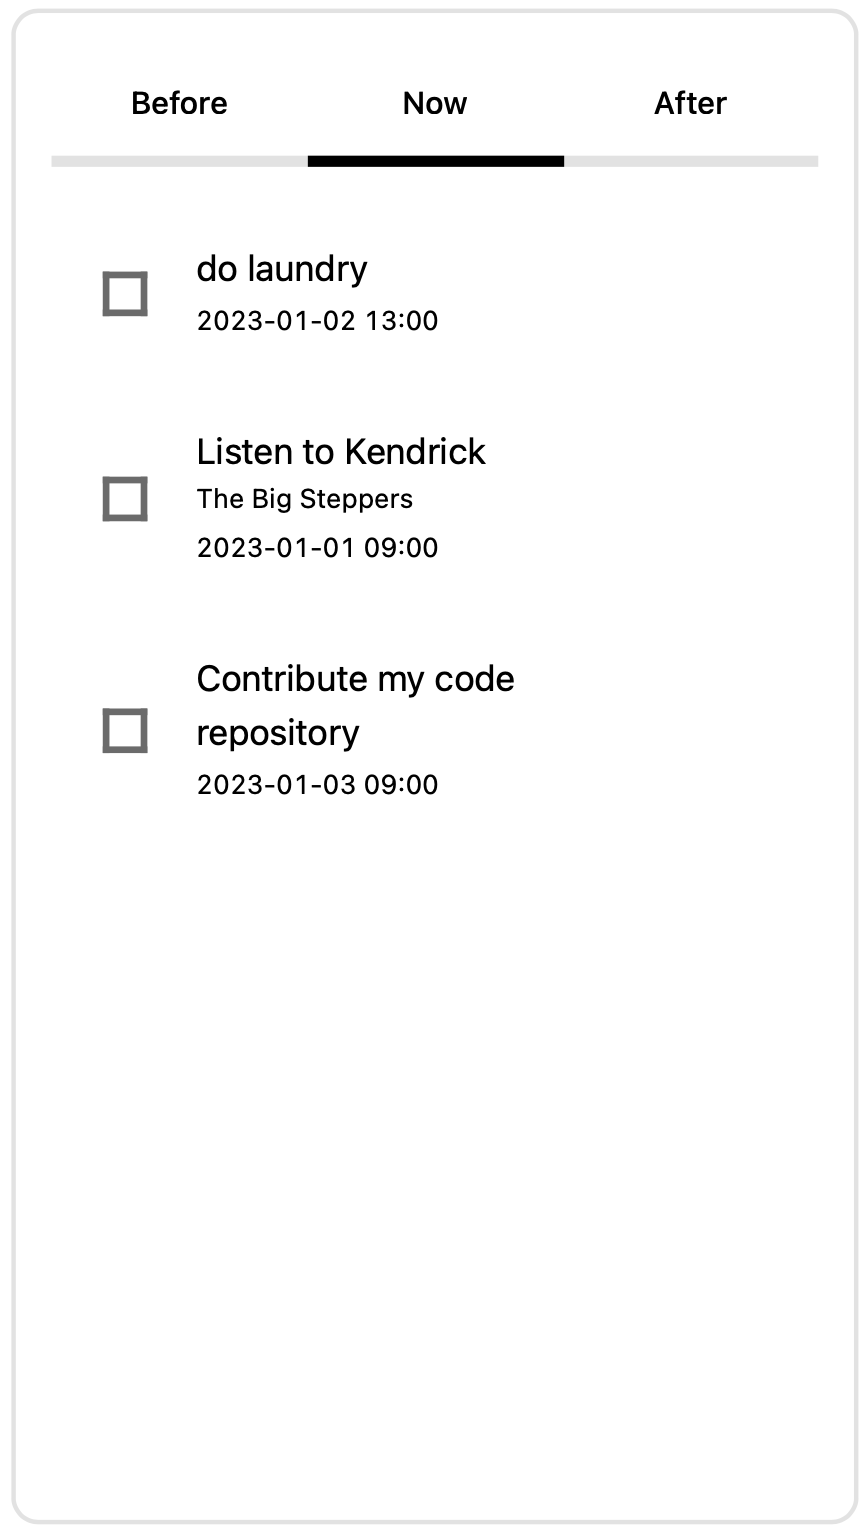 Before Now After
do laundry
2023-01-02 13:00
Listen to Kendrick
The Big Steppers
2023-01-01 09:00
Contribute my code
repository
2023-01-03 09:00